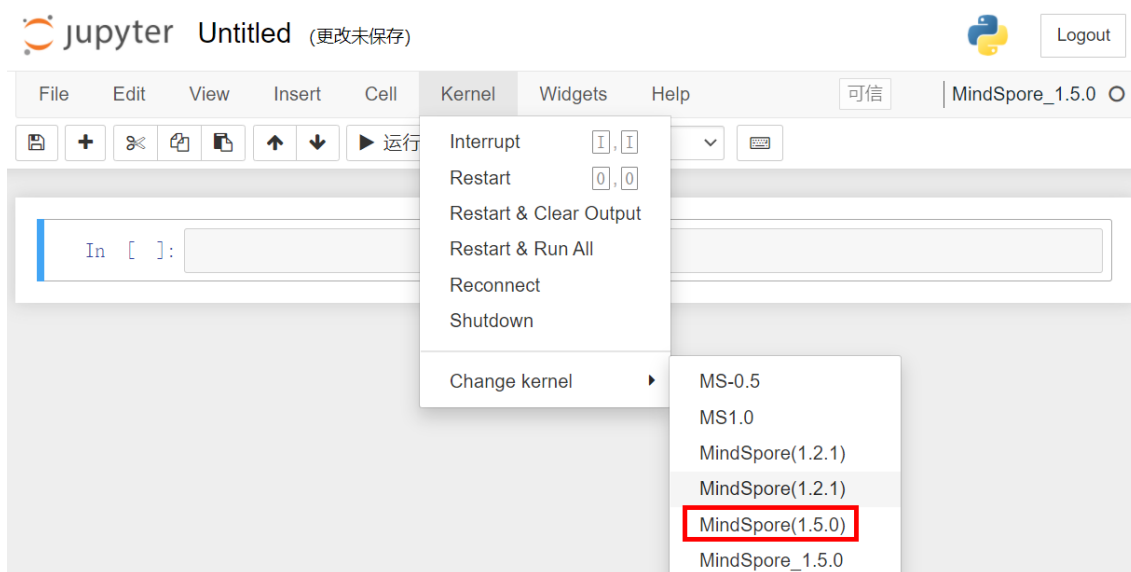 jupyter Untitled (更改未保存) Logout
File Edit View Insert Cell Kernel Widgets Help 可信 MindSpore_1.5.0
运行
Interrupt I,I
Restart 0,0
Restart & Clear Output
In [ ]:
Restart & Run All
Reconnect
Shutdown
Change kernel
MS-0.5
MS1.0
MindSpore(1.2.1)
MindSpore(1.2.1)
MindSpore(1.5.0)
MindSpore_1.5.0